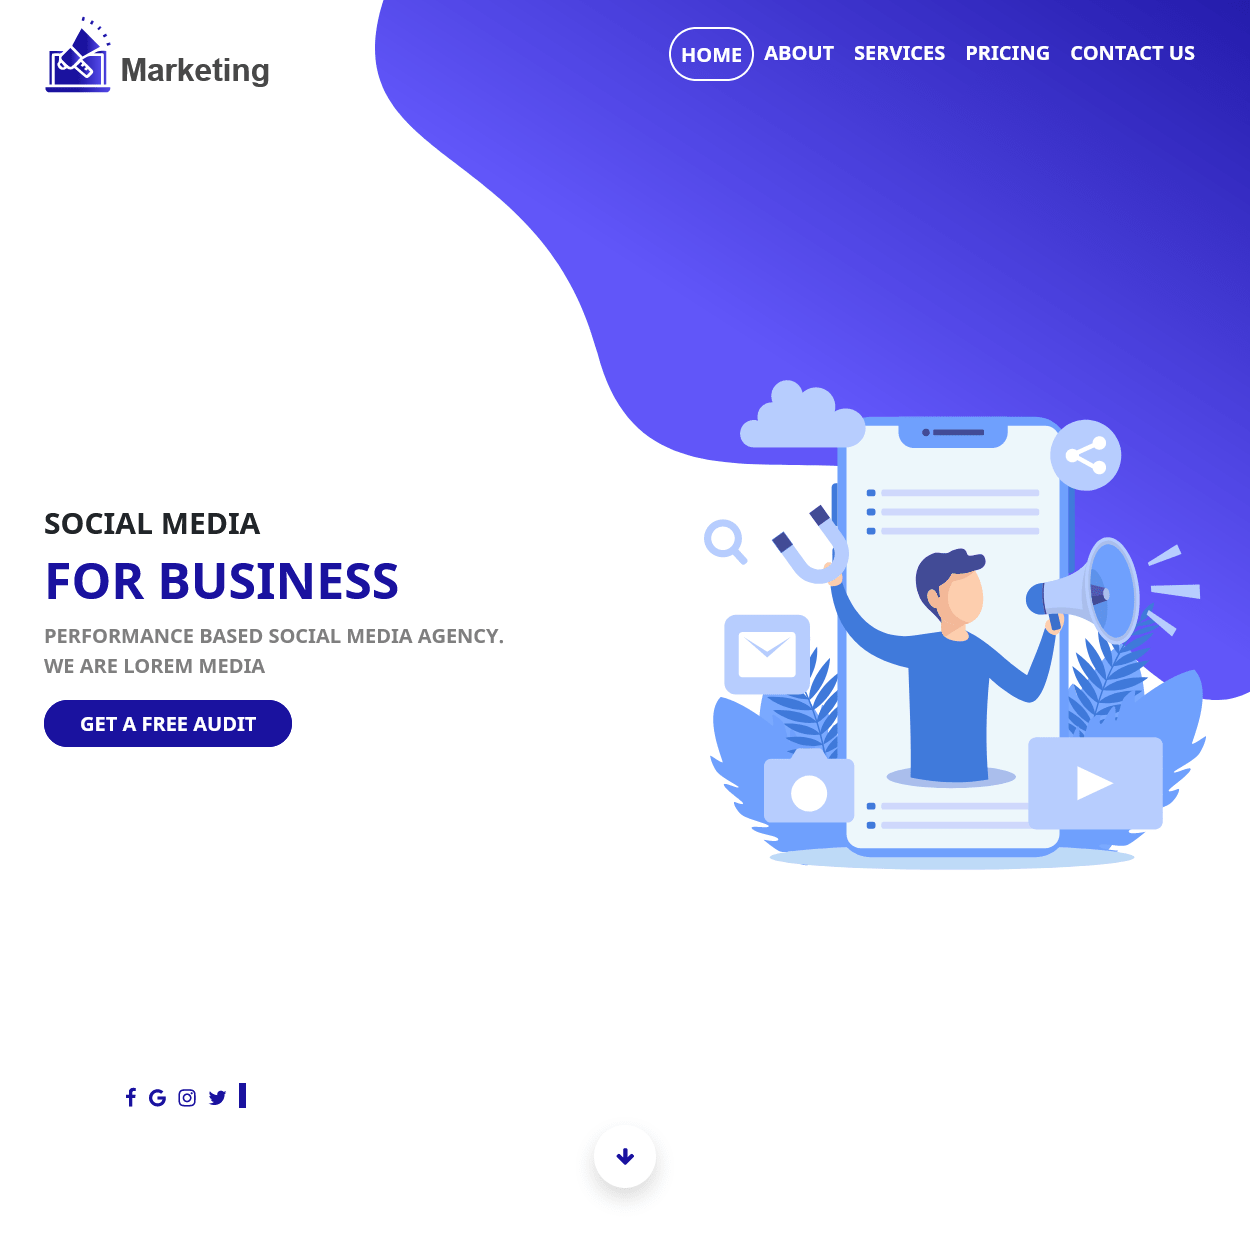 Marketing
HOME ABOUT SERVICES PRICING CONTACT US
SOCIAL MEDIA
FOR BUSINESS
PERFORMANCE BASED SOCIAL MEDIA AGENCY.
WE ARE LOREM MEDIA
GET A FREE AUDIT